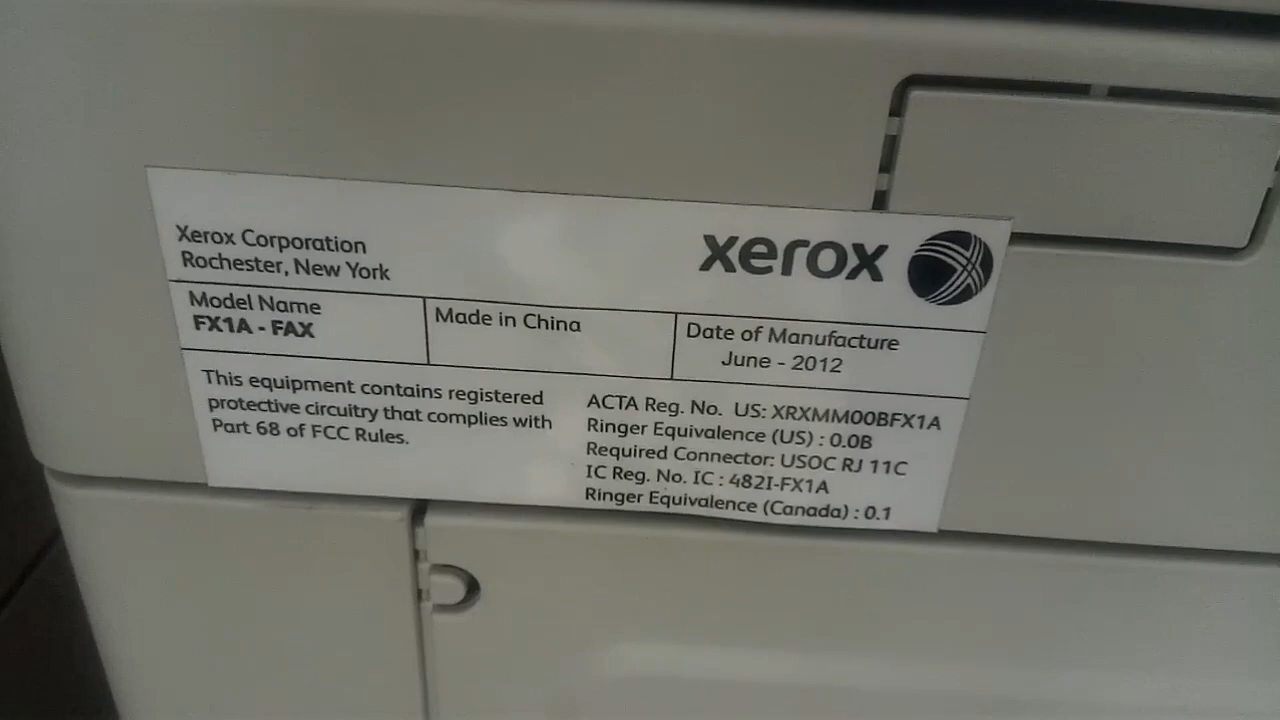 Xerox Corporation
Rochester, New York
xerox
Model Name
FX1A - FAX
Made in China
Date of Manufacture
June - 2012
This equipment contains registered
protective circuitry that complies with
Part 68 of FCC Rules.
ACTA Reg. No. US: XRXMM00BFX1A
Ringer Equivalence (US) : 0.0B
Required Connector: USOC RJ 11C
IC Reg. No. IC : 482I-FX1A
Ringer Equivalence (Canada) : 0.1